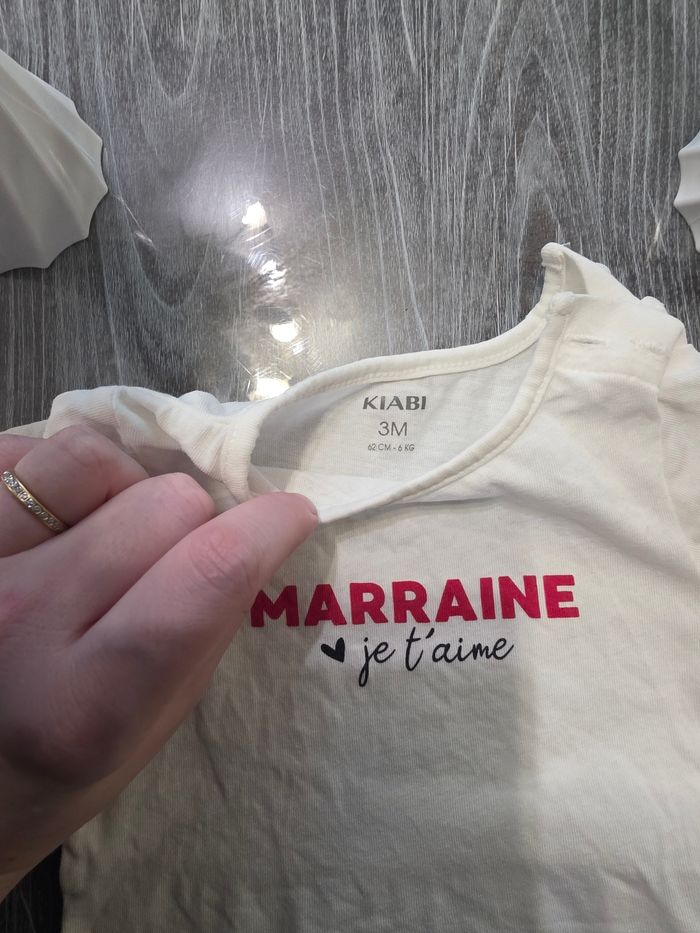 KIABI
3M
62 CM - 6 KG
MARRAINE
je t'aime